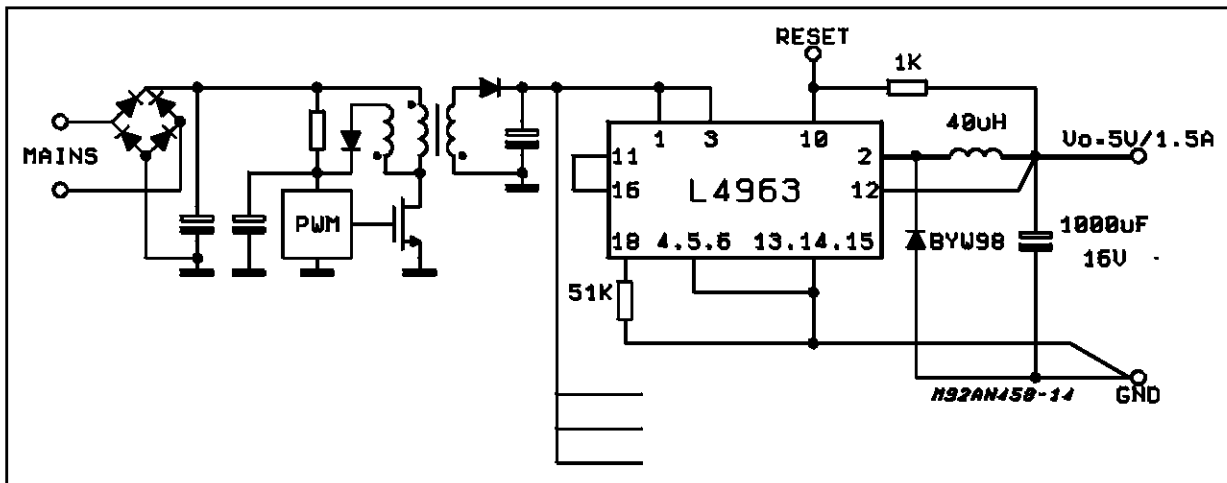 RESET
1K
40uH
Vo=5V/1.5A
MAINS
PWM
1
3
10
11
16
L4963
2
12
18
4.5.6
13.14.15
51K
BYW98
1000uF
16V
GND
M92AN450-14